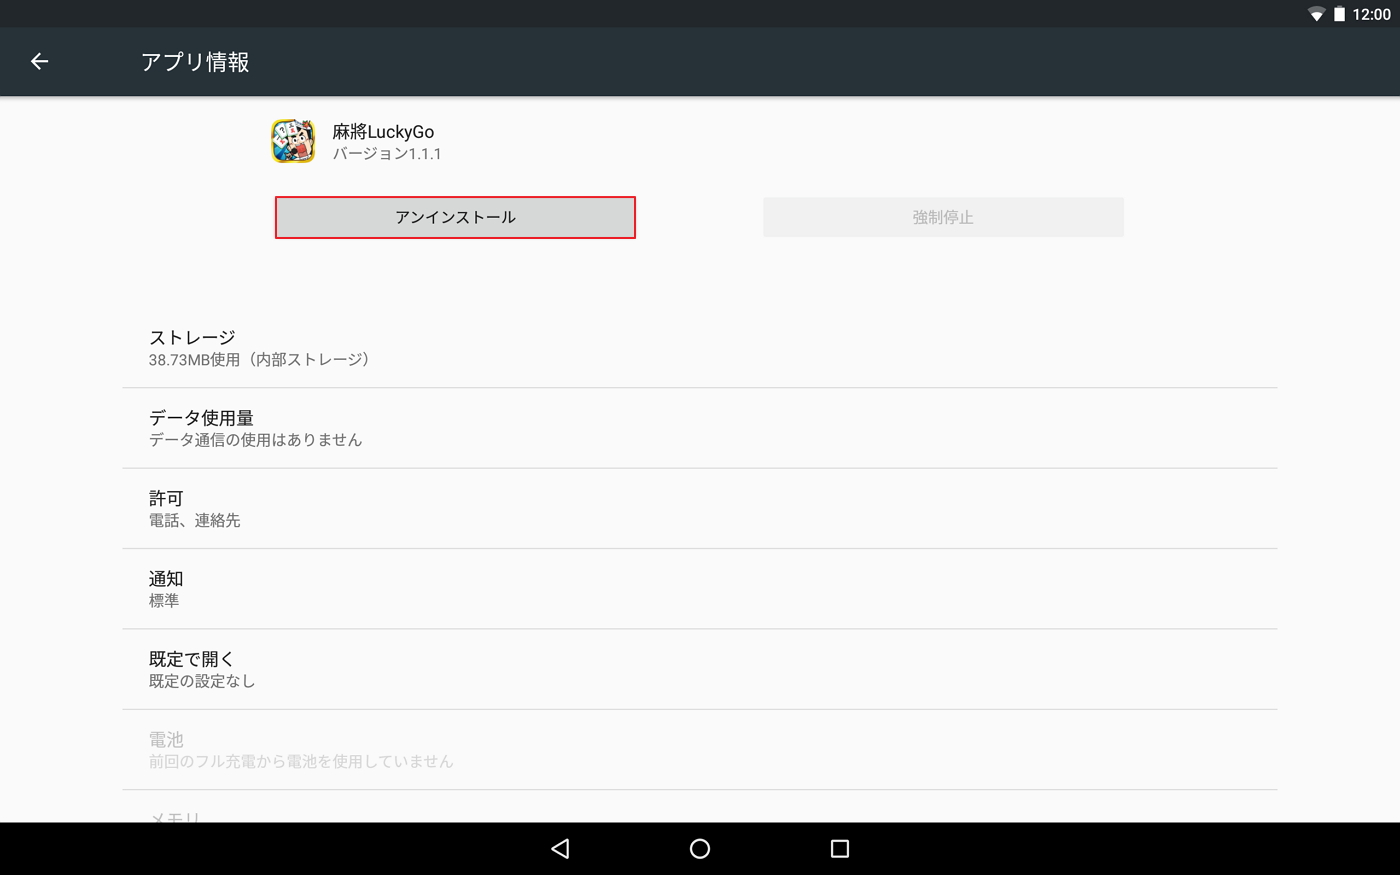 12:00
アプリ情報
麻將LuckyGo
バージョン1.1.1
アンインストール
強制停止
ストレージ
38.73MB使用（内部ストレージ）
データ使用量
データ通信の使用はありません
許可
電話、連絡先
通知
標準
既定で開く
既定の設定なし
電池
前回のフル充電から電池を使用していません
メモリ